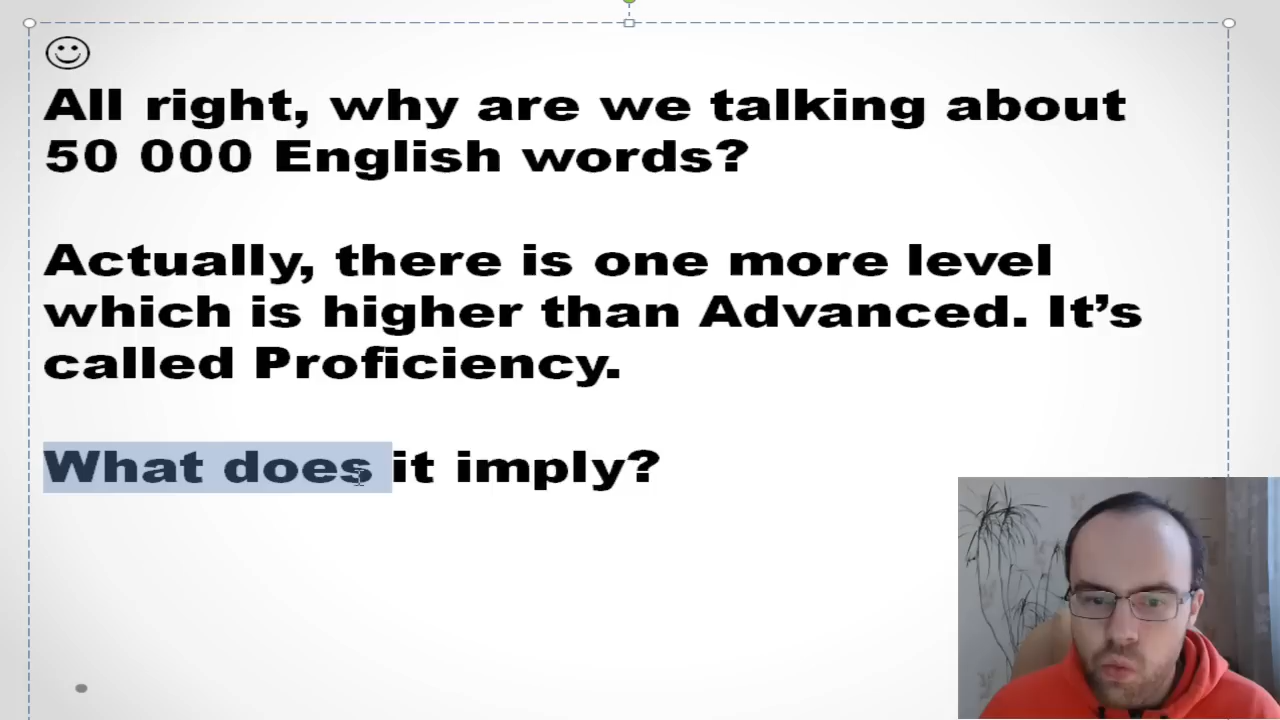 All right, why are we talking about
50 000 English words?
Actually, there is one more level
which is higher than Advanced. It’s
called Proficiency.
What does it imply?